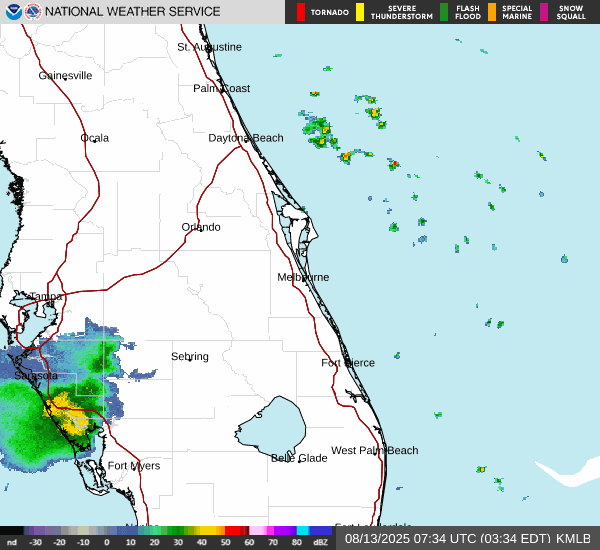 NATIONAL WEATHER SERVICE
TORNADO
SEVERE THUNDERSTORM
FLASH FLOOD
SPECIAL MARINE
SNOW SQUALL
St. Augustine
Gainesville
Palm Coast
Ocala
Daytona Beach
Orlando
Melbourne
Tampa
Sebring
Fort Pierce
Sarasota
West Palm Beach
Belle Glade
Fort Myers
nd -30 -20 -10 0 10 20 30 40 50 60 70 80 dBZ
08/13/2025 07:34 UTC (03:34 EDT) KMLB